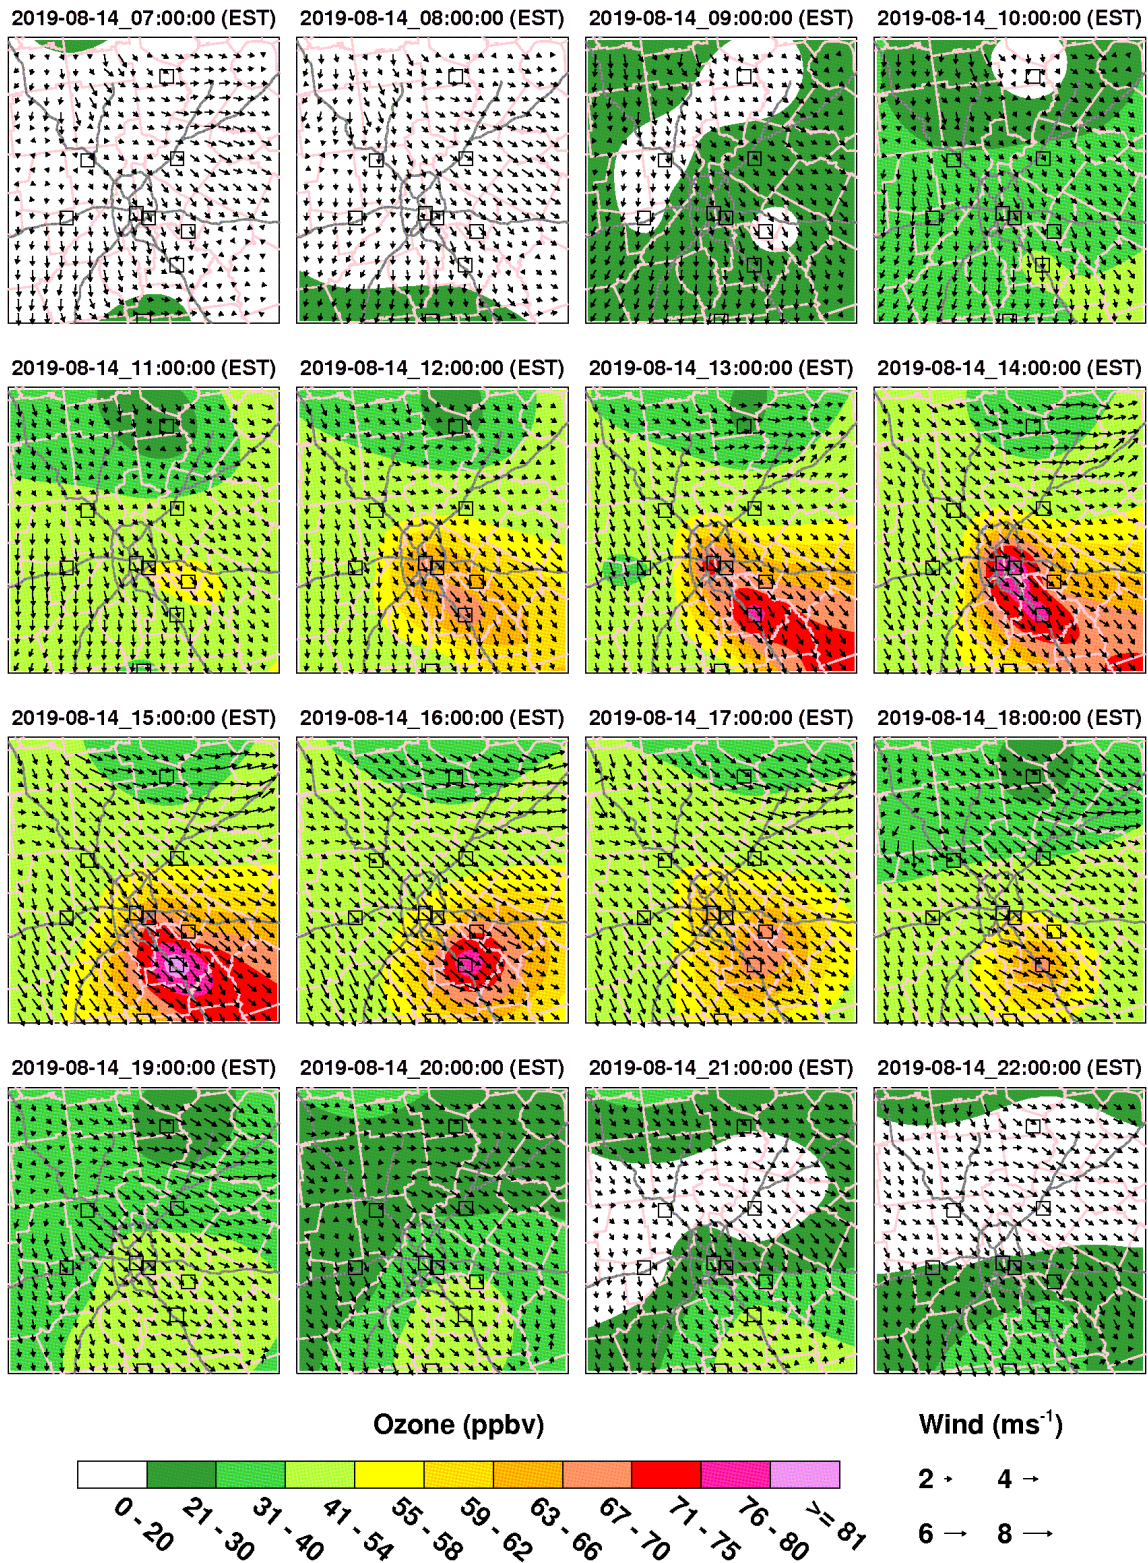 2019-08-14_07:00:00 (EST) 2019-08-14_08:00:00 (EST) 2019-08-14_09:00:00 (EST) 2019-08-14_10:00:00 (EST)
2019-08-14_11:00:00 (EST) 2019-08-14_12:00:00 (EST) 2019-08-14_13:00:00 (EST) 2019-08-14_14:00:00 (EST)
2019-08-14_15:00:00 (EST) 2019-08-14_16:00:00 (EST) 2019-08-14_17:00:00 (EST) 2019-08-14_18:00:00 (EST)
2019-08-14_19:00:00 (EST) 2019-08-14_20:00:00 (EST) 2019-08-14_21:00:00 (EST) 2019-08-14_22:00:00 (EST)
Ozone (ppbv) Wind (ms⁻¹)
2 4
0 - 20 21 - 30 31 - 40 41 - 54 55 - 58 59 - 62 63 - 66 67 - 70 71 - 75 76 - 80 >= 81
6 8